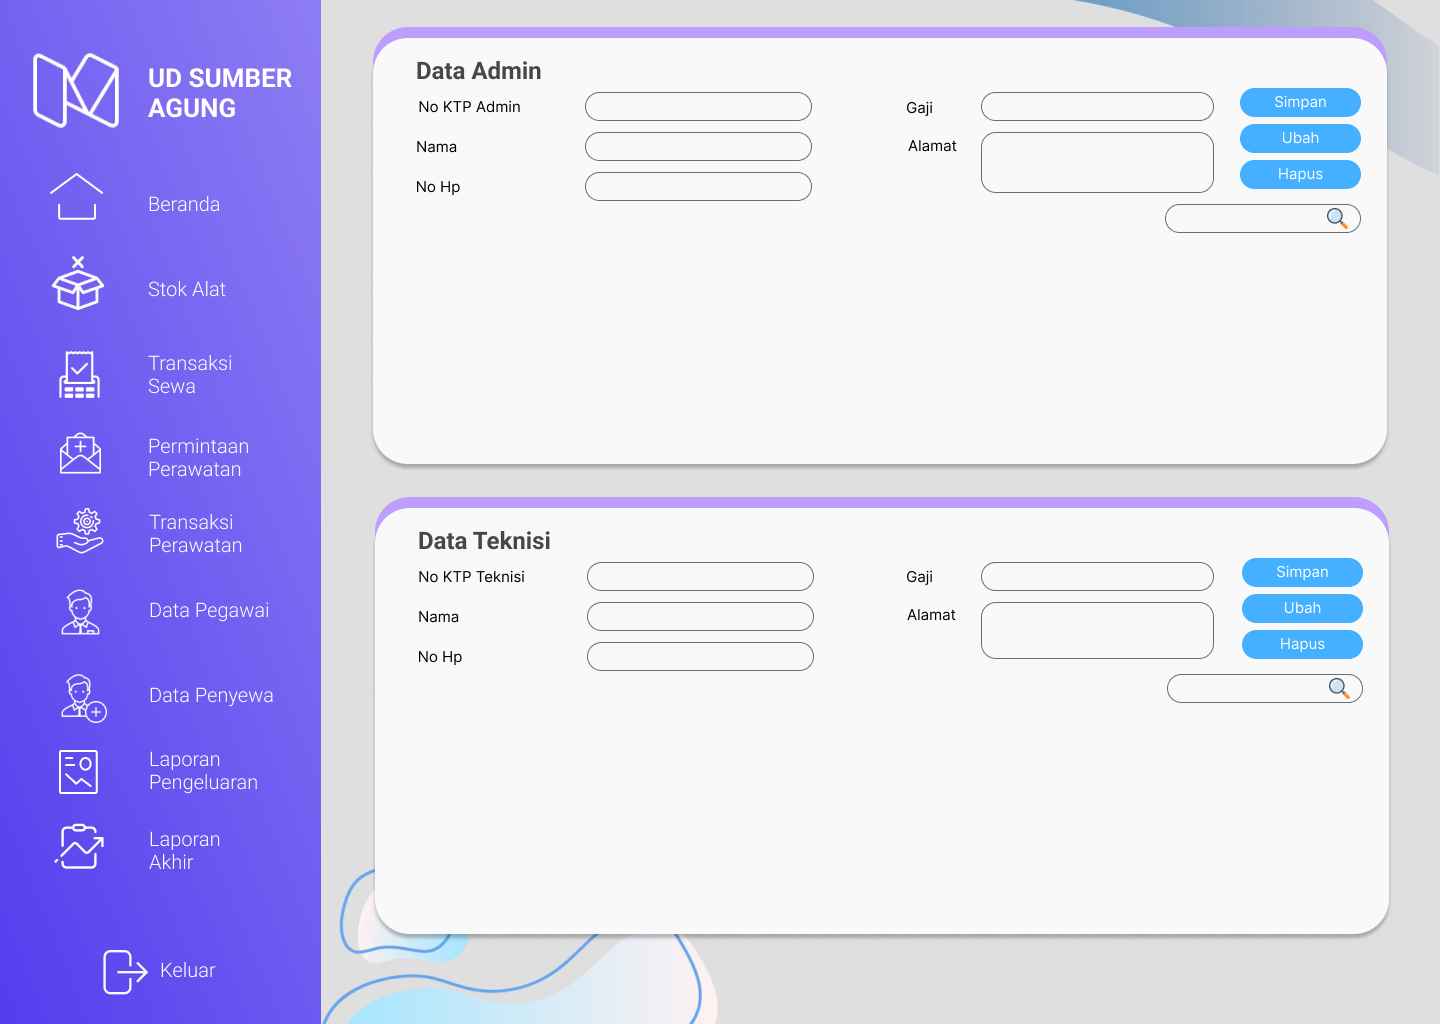 UD SUMBER
AGUNG
Beranda
Stok Alat
Transaksi
Sewa
Permintaan
Perawatan
Transaksi
Perawatan
Data Pegawai
Data Penyewa
Laporan
Pengeluaran
Laporan
Akhir
Keluar
Data Admin
No KTP Admin
Nama
No Hp
Gaji
Alamat
Simpan
Ubah
Hapus
Data Teknisi
No KTP Teknisi
Nama
No Hp
Gaji
Alamat
Simpan
Ubah
Hapus